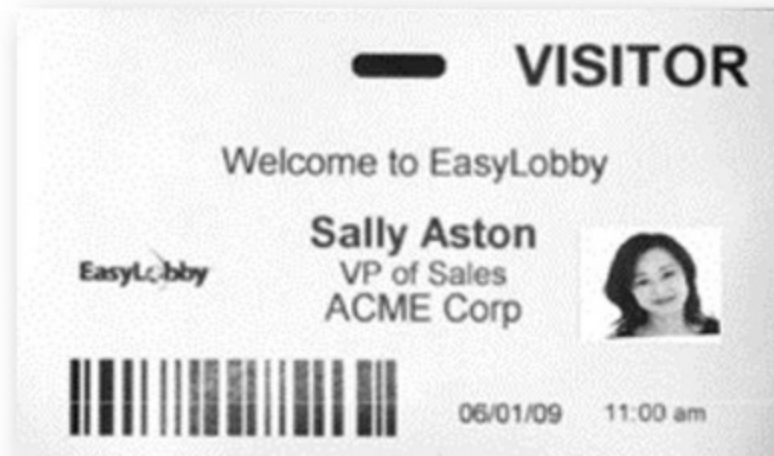 VISITOR
Welcome to EasyLobby
Sally Aston
EasyLobby
VP of Sales
ACME Corp
06/01/09 11:00 am